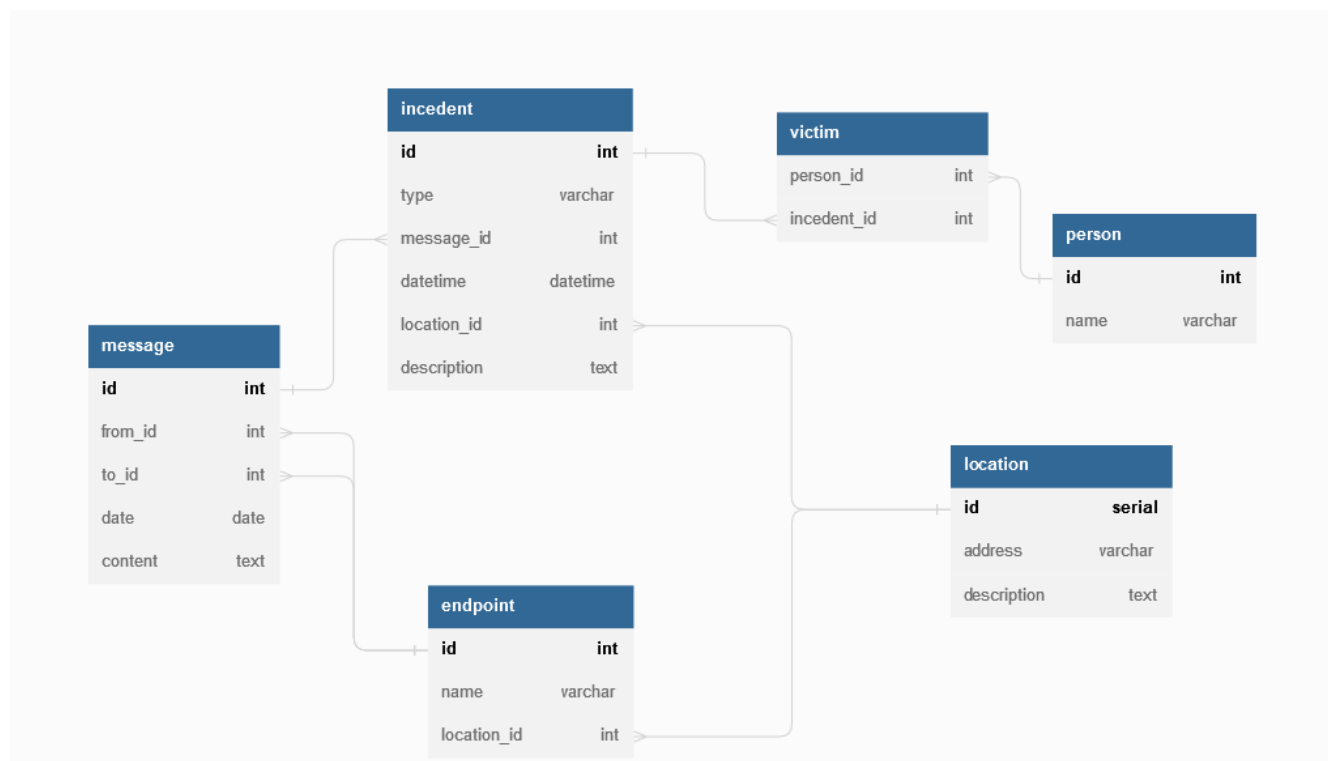 incedent
id int
type varchar
message_id int
datetime datetime
location_id int
description text
victim
person_id int
incedent_id int
person
id int
name varchar
message
id int
from_id int
to_id int
date date
content text
location
id serial
address varchar
description text
endpoint
id int
name varchar
location_id int